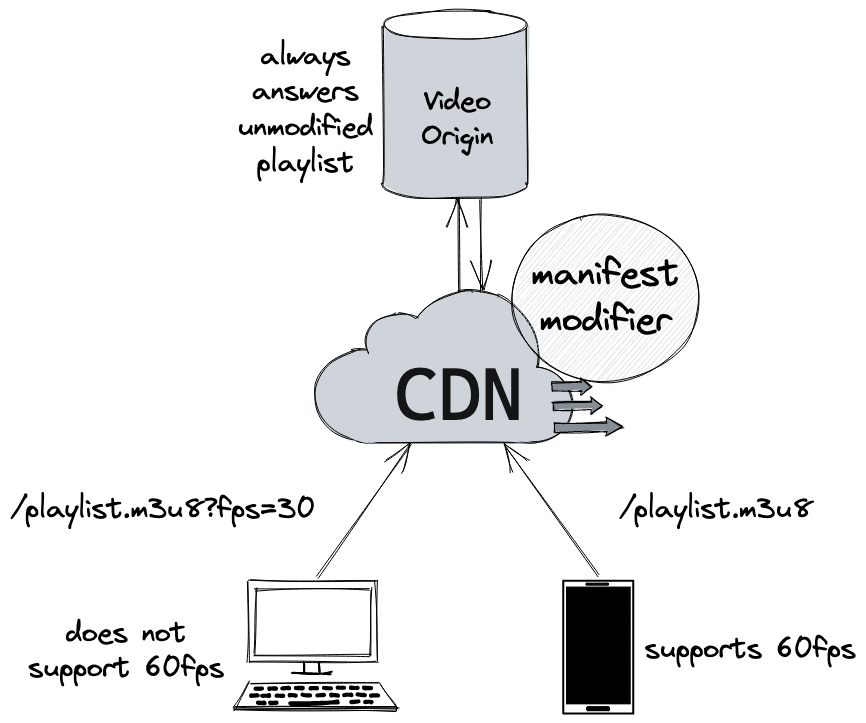 always
answers
unmodified
playlist
Video
Origin
manifest
modifier
CDN
/playlist.m3u8?fps=30
/playlist.m3u8
does not
support 60fps
supports 60fps